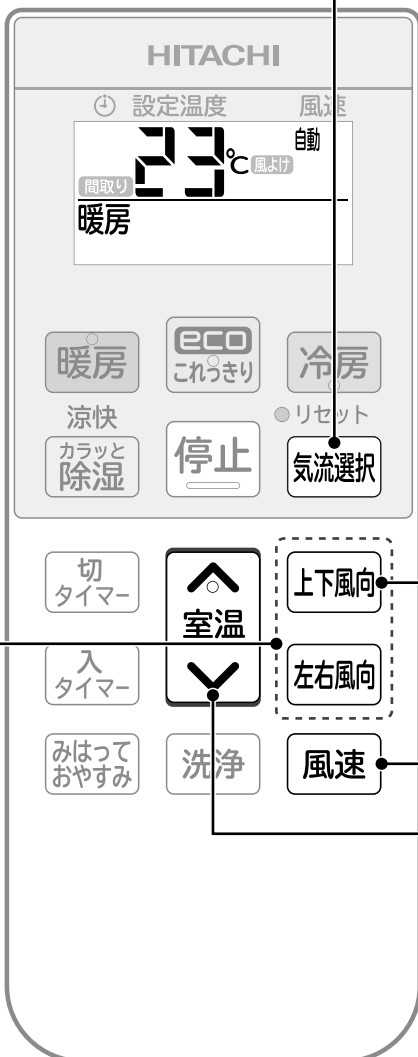 HITACHI
設定温度 風速
23℃ 風よけ 自動
間取り
暖房
暖房
eco
これっきり
冷房
涼快
リセット
カラッと
除湿
停止
気流選択
切
タイマー
室温
上下風向
入
タイマー
左右風向
みはって
おやすみ
洗浄
風速